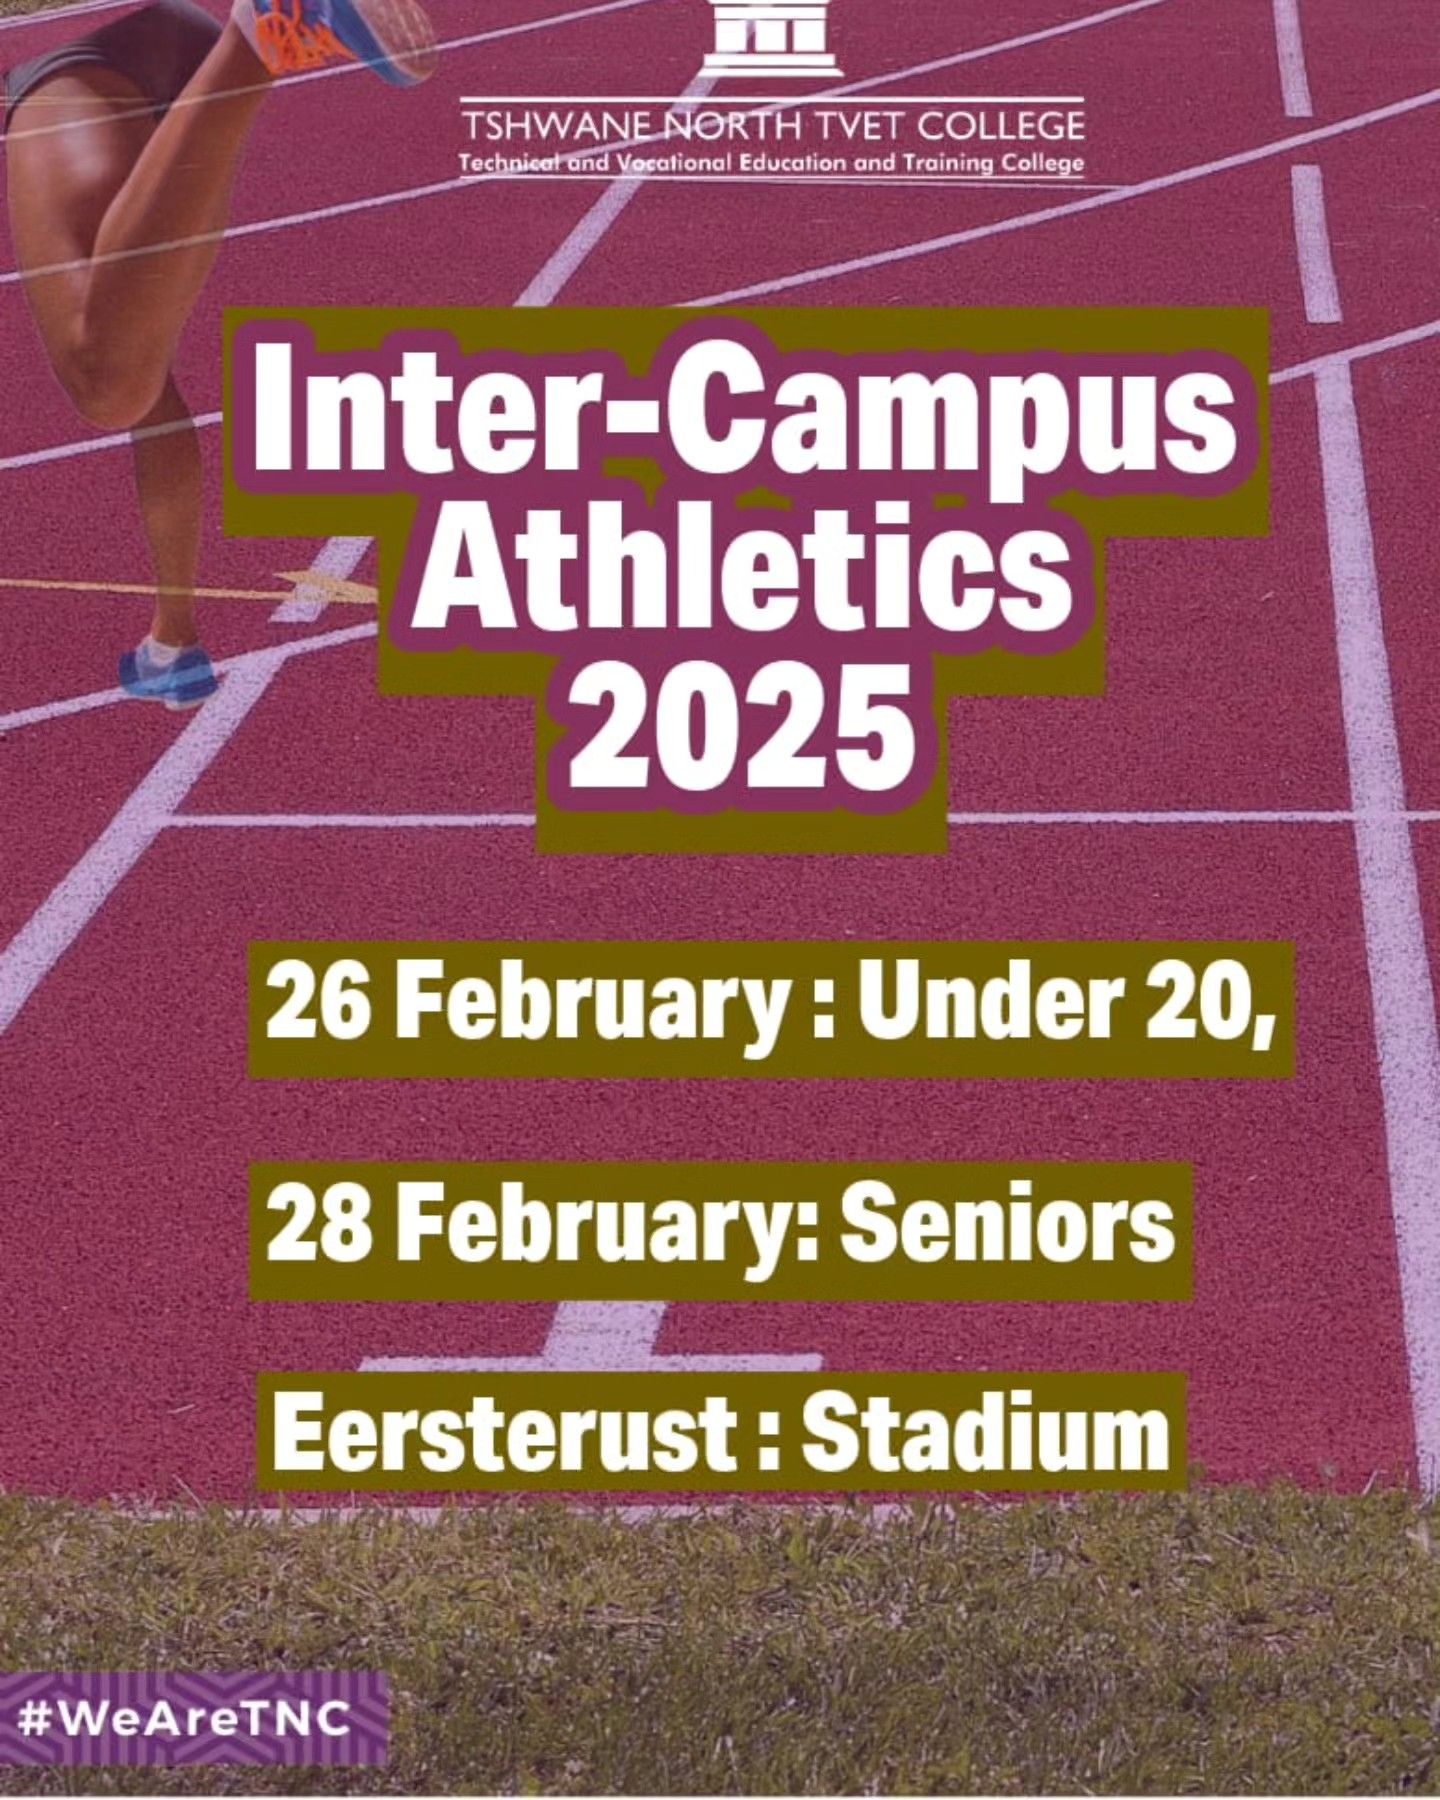 TSHWANE NORTH TVET COLLEGE
Technical and Vocational Education and Training College
Inter-Campus
Athletics
2025
26 February : Under 20,
28 February: Seniors
Eersterust : Stadium
#WeAreTNC